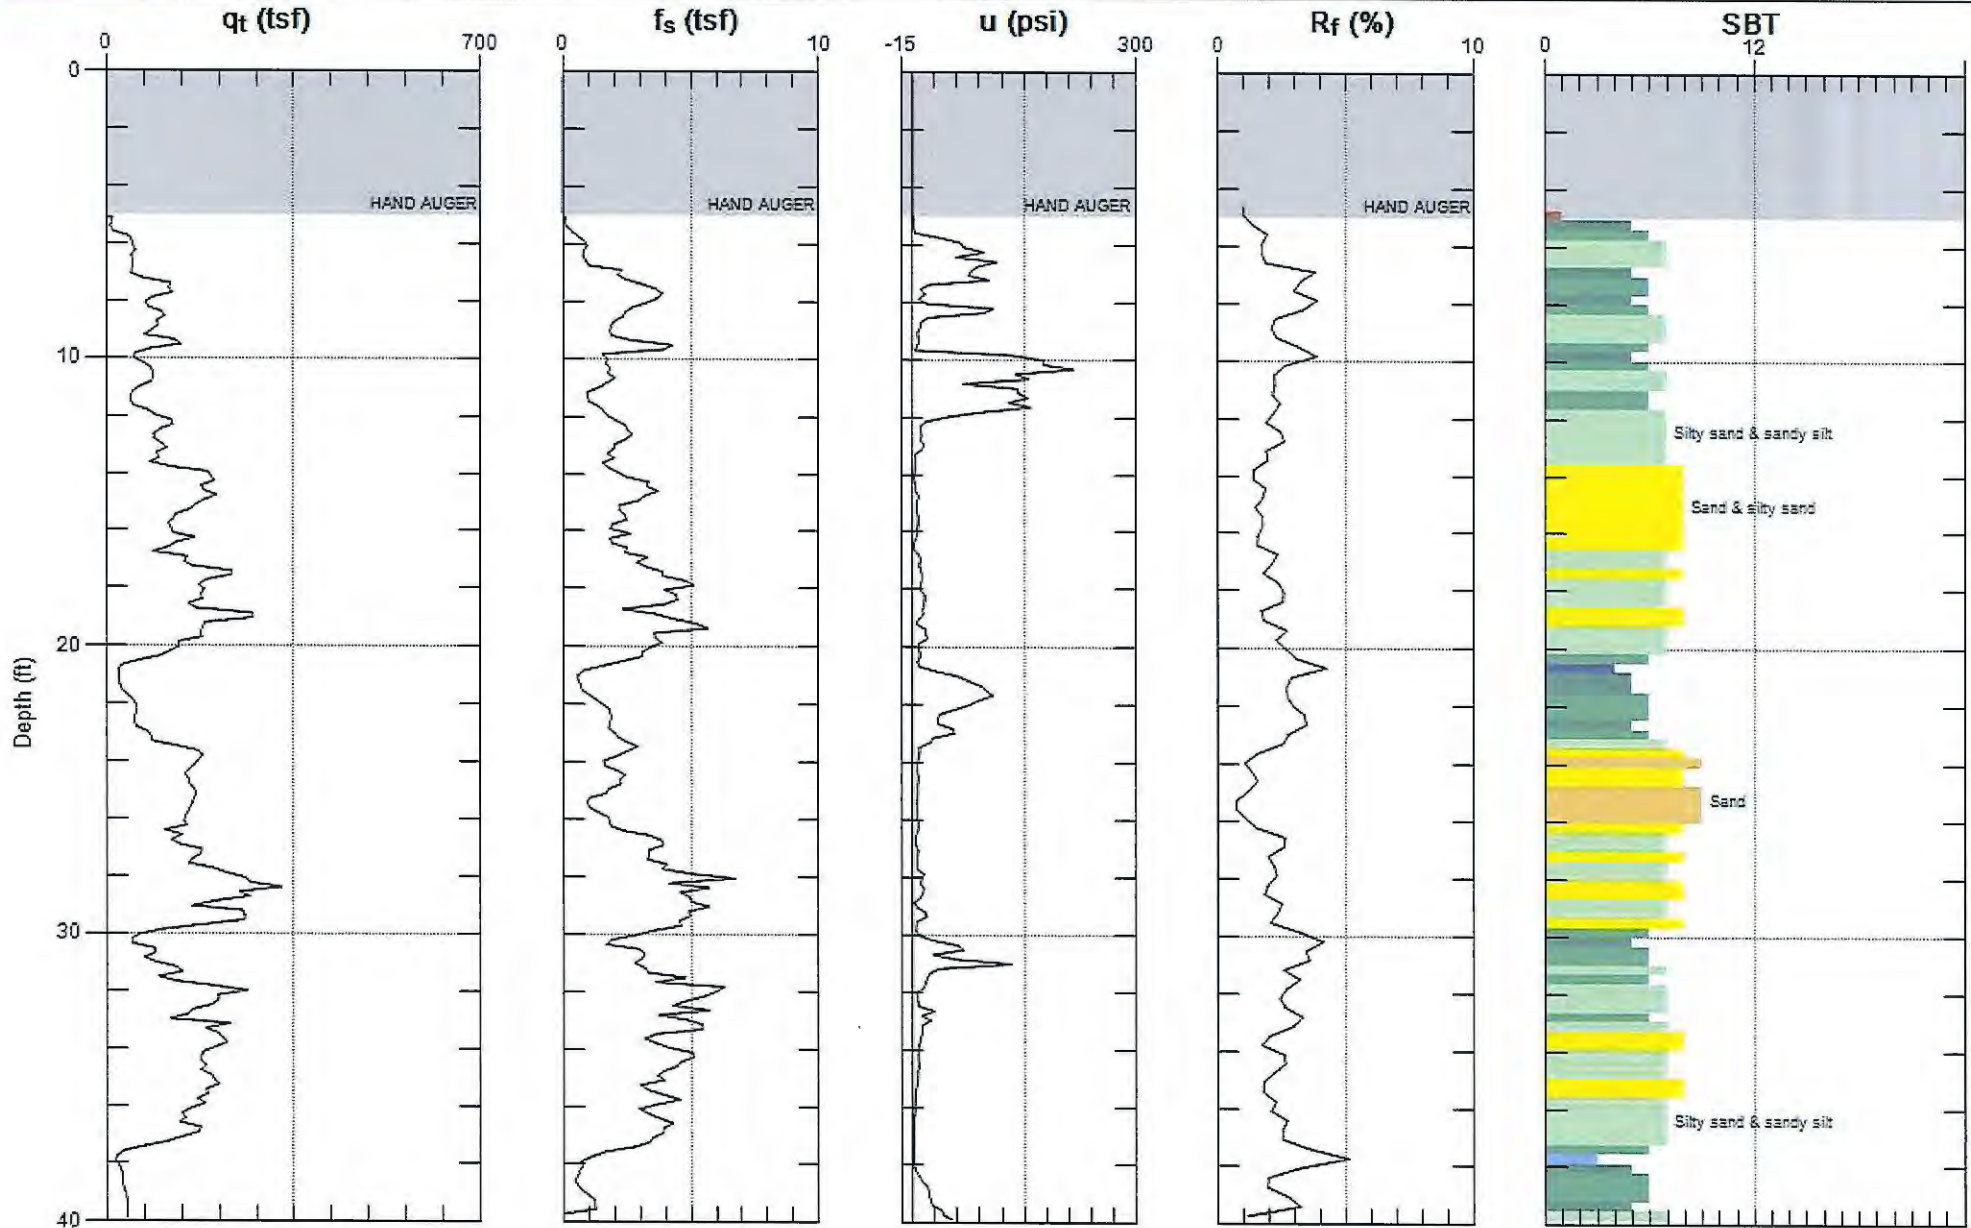 qt (tsf) fs (tsf) u (psi) Rf (%) SBT
0 700 0 10 -15 300 0 10 0 12
0
HAND AUGER HAND AUGER HAND AUGER HAND AUGER
10
Silty sand & sandy silt
Sand & silty sand
20
Depth (ft)
Sand
30
Silty sand & sandy silt
40